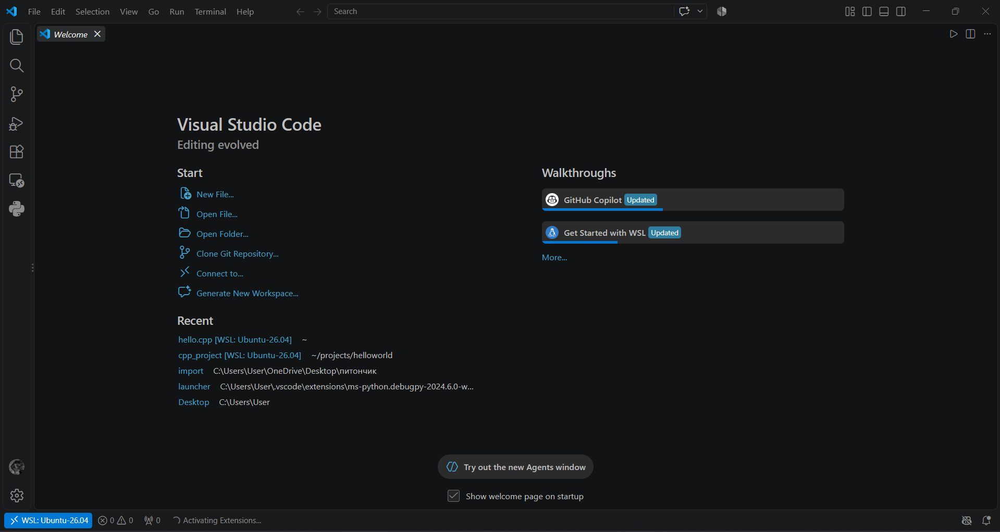 File Edit Selection View Go Run Terminal Help
Search
Welcome
Visual Studio Code
Editing evolved
Start
New File...
Open File...
Open Folder...
Clone Git Repository...
Connect to...
Generate New Workspace...
Recent
hello.cpp [WSL: Ubuntu-26.04] ~
cpp_project [WSL: Ubuntu-26.04] ~/projects/helloworld
import C:\Users\User\OneDrive\Desktop\питончик
launcher C:\Users\User\.vscode\extensions\ms-python.debugpy-2024.6.0-w...
Desktop C:\Users\User
Walkthroughs
GitHub Copilot Updated
Get Started with WSL Updated
More...
Try out the new Agents window
Show welcome page on startup
WSL: Ubuntu-26.04 0 0 0 Activating Extensions...